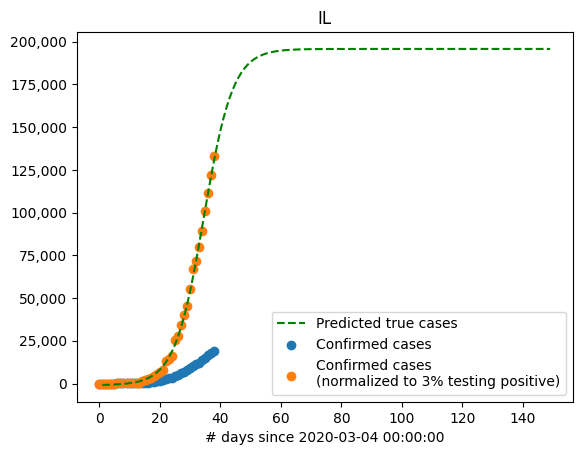 IL
200,000
175,000
150,000
125,000
100,000
75,000
50,000
25,000
0
Predicted true cases
Confirmed cases
Confirmed cases
(normalized to 3% testing positive)
0 20 40 60 80 100 120 140
# days since 2020-03-04 00:00:00